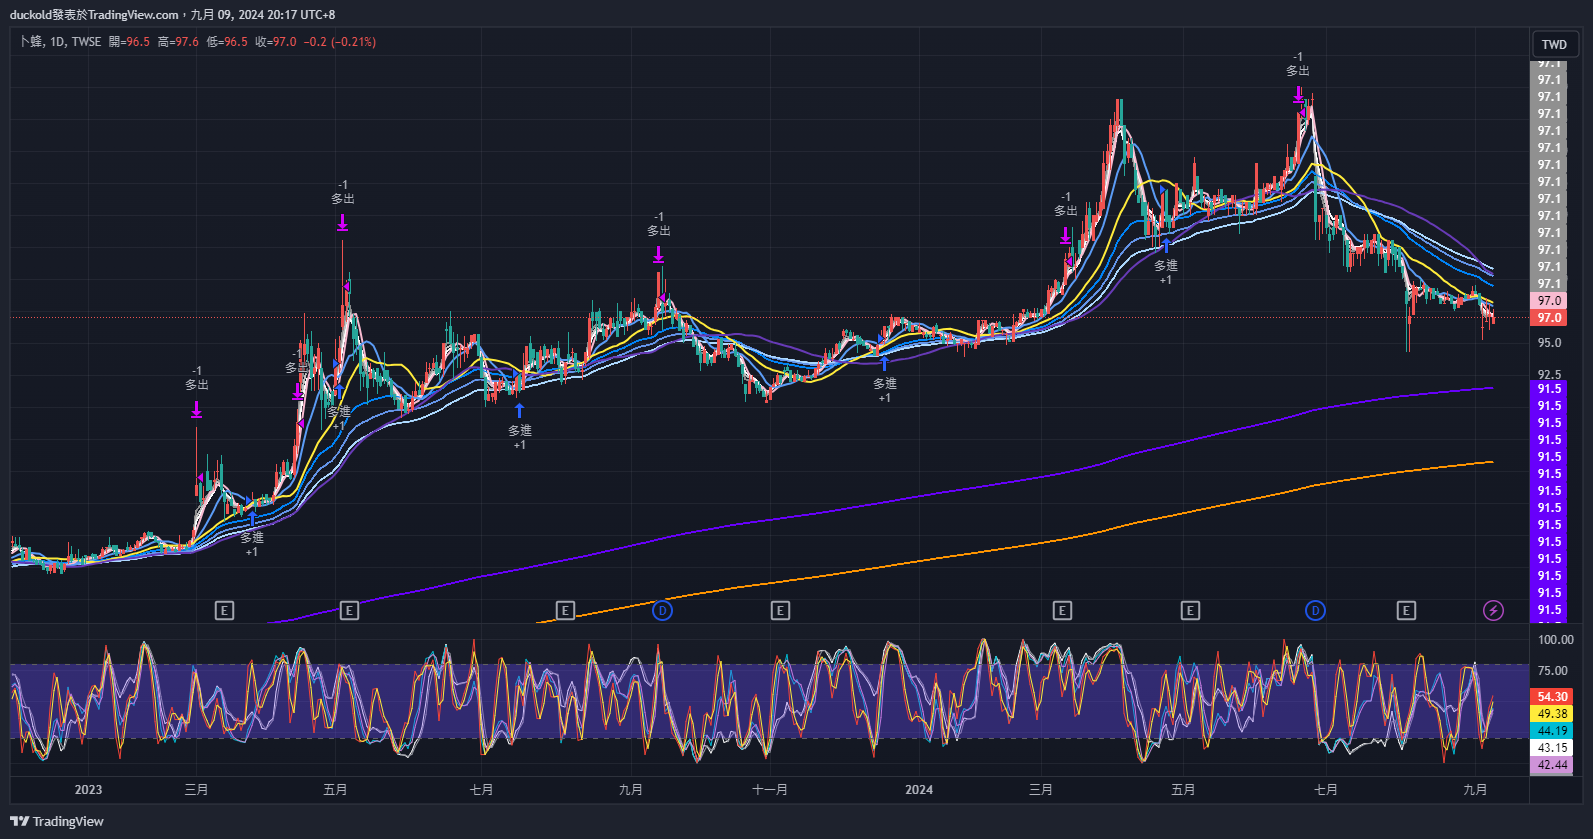 duckold發表於TradingView.com，九月 09, 2024 20:17 UTC+8
卜蜂, 1D, TWSE 開=96.5 高=97.6 低=96.5 收=97.0 −0.2 (−0.21%)
TWD
-1
多出
-1
多出
-1
多出
-1
多出
-1
多出
-1
多出
多進
+1
多進
+1
多進
+1
多進
+1
多進
+1
97.1
97.1
97.1
97.1
97.1
97.1
97.1
97.1
97.1
97.1
97.1
97.1
97.1
97.1
97.0
97.0
95.0
92.5
91.5
91.5
91.5
91.5
91.5
91.5
91.5
91.5
91.5
91.5
91.5
91.5
91.5
91.5
E E E D E E E D E
100.00
75.00
54.30
49.38
44.19
43.15
42.44
2023 三月 五月 七月 九月 十一月 2024 三月 五月 七月 九月
TradingView